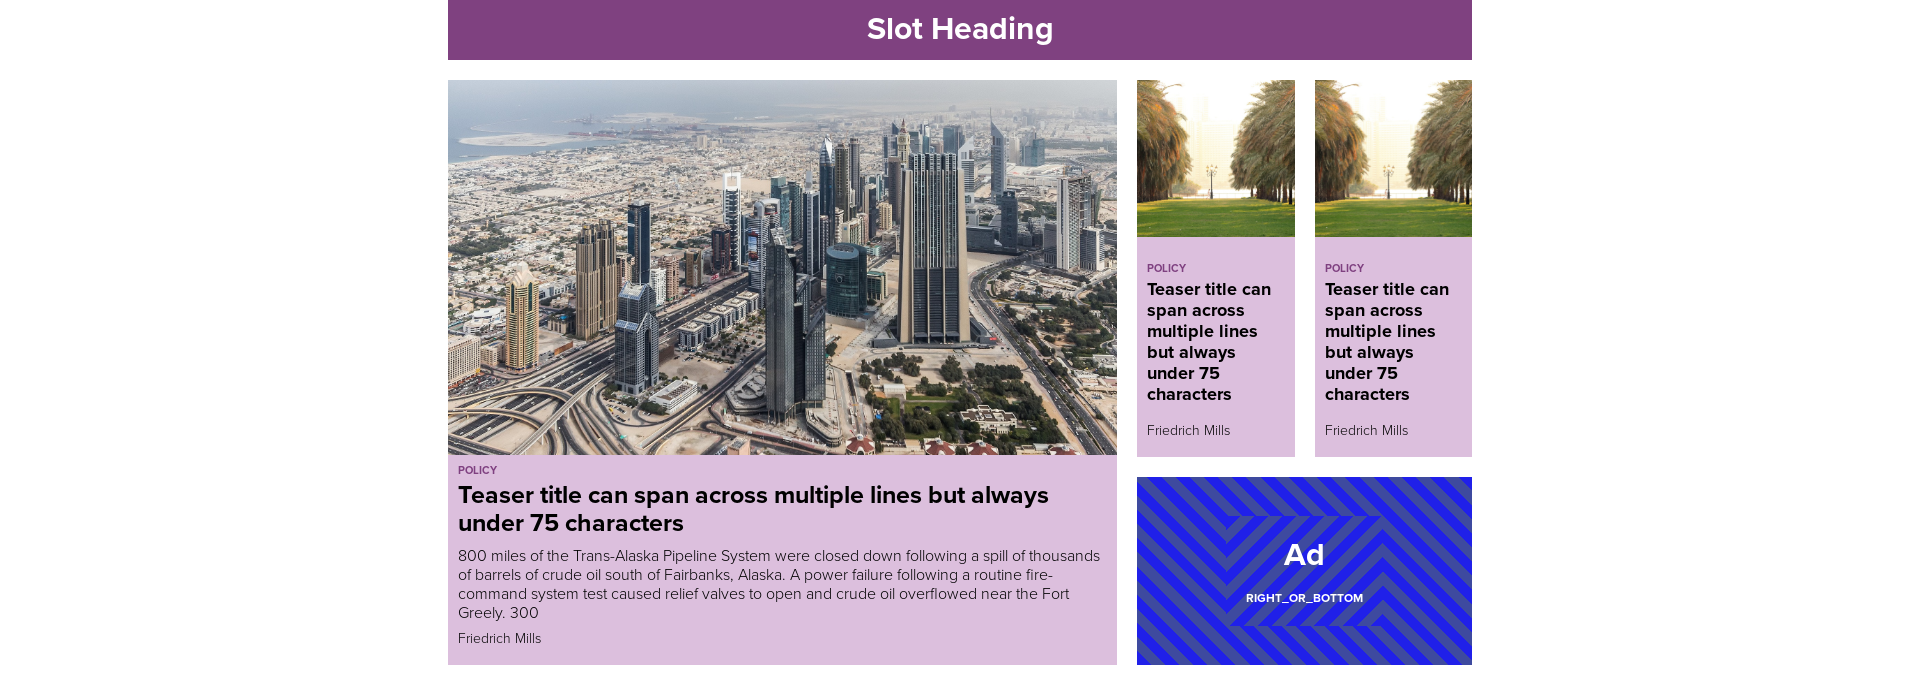 Slot Heading
POLICY
Teaser title can span across multiple lines but always
under 75 characters
800 miles of the Trans-Alaska Pipeline System were closed down following a spill of thousands
of barrels of crude oil south of Fairbanks, Alaska. A power failure following a routine fire-
command system test caused relief valves to open and crude oil overflowed near the Fort
Greely. 300
Friedrich Mills
POLICY
Teaser title can
span across
multiple lines
but always
under 75
characters
Friedrich Mills
POLICY
Teaser title can
span across
multiple lines
but always
under 75
characters
Friedrich Mills
Ad
RIGHT_OR_BOTTOM